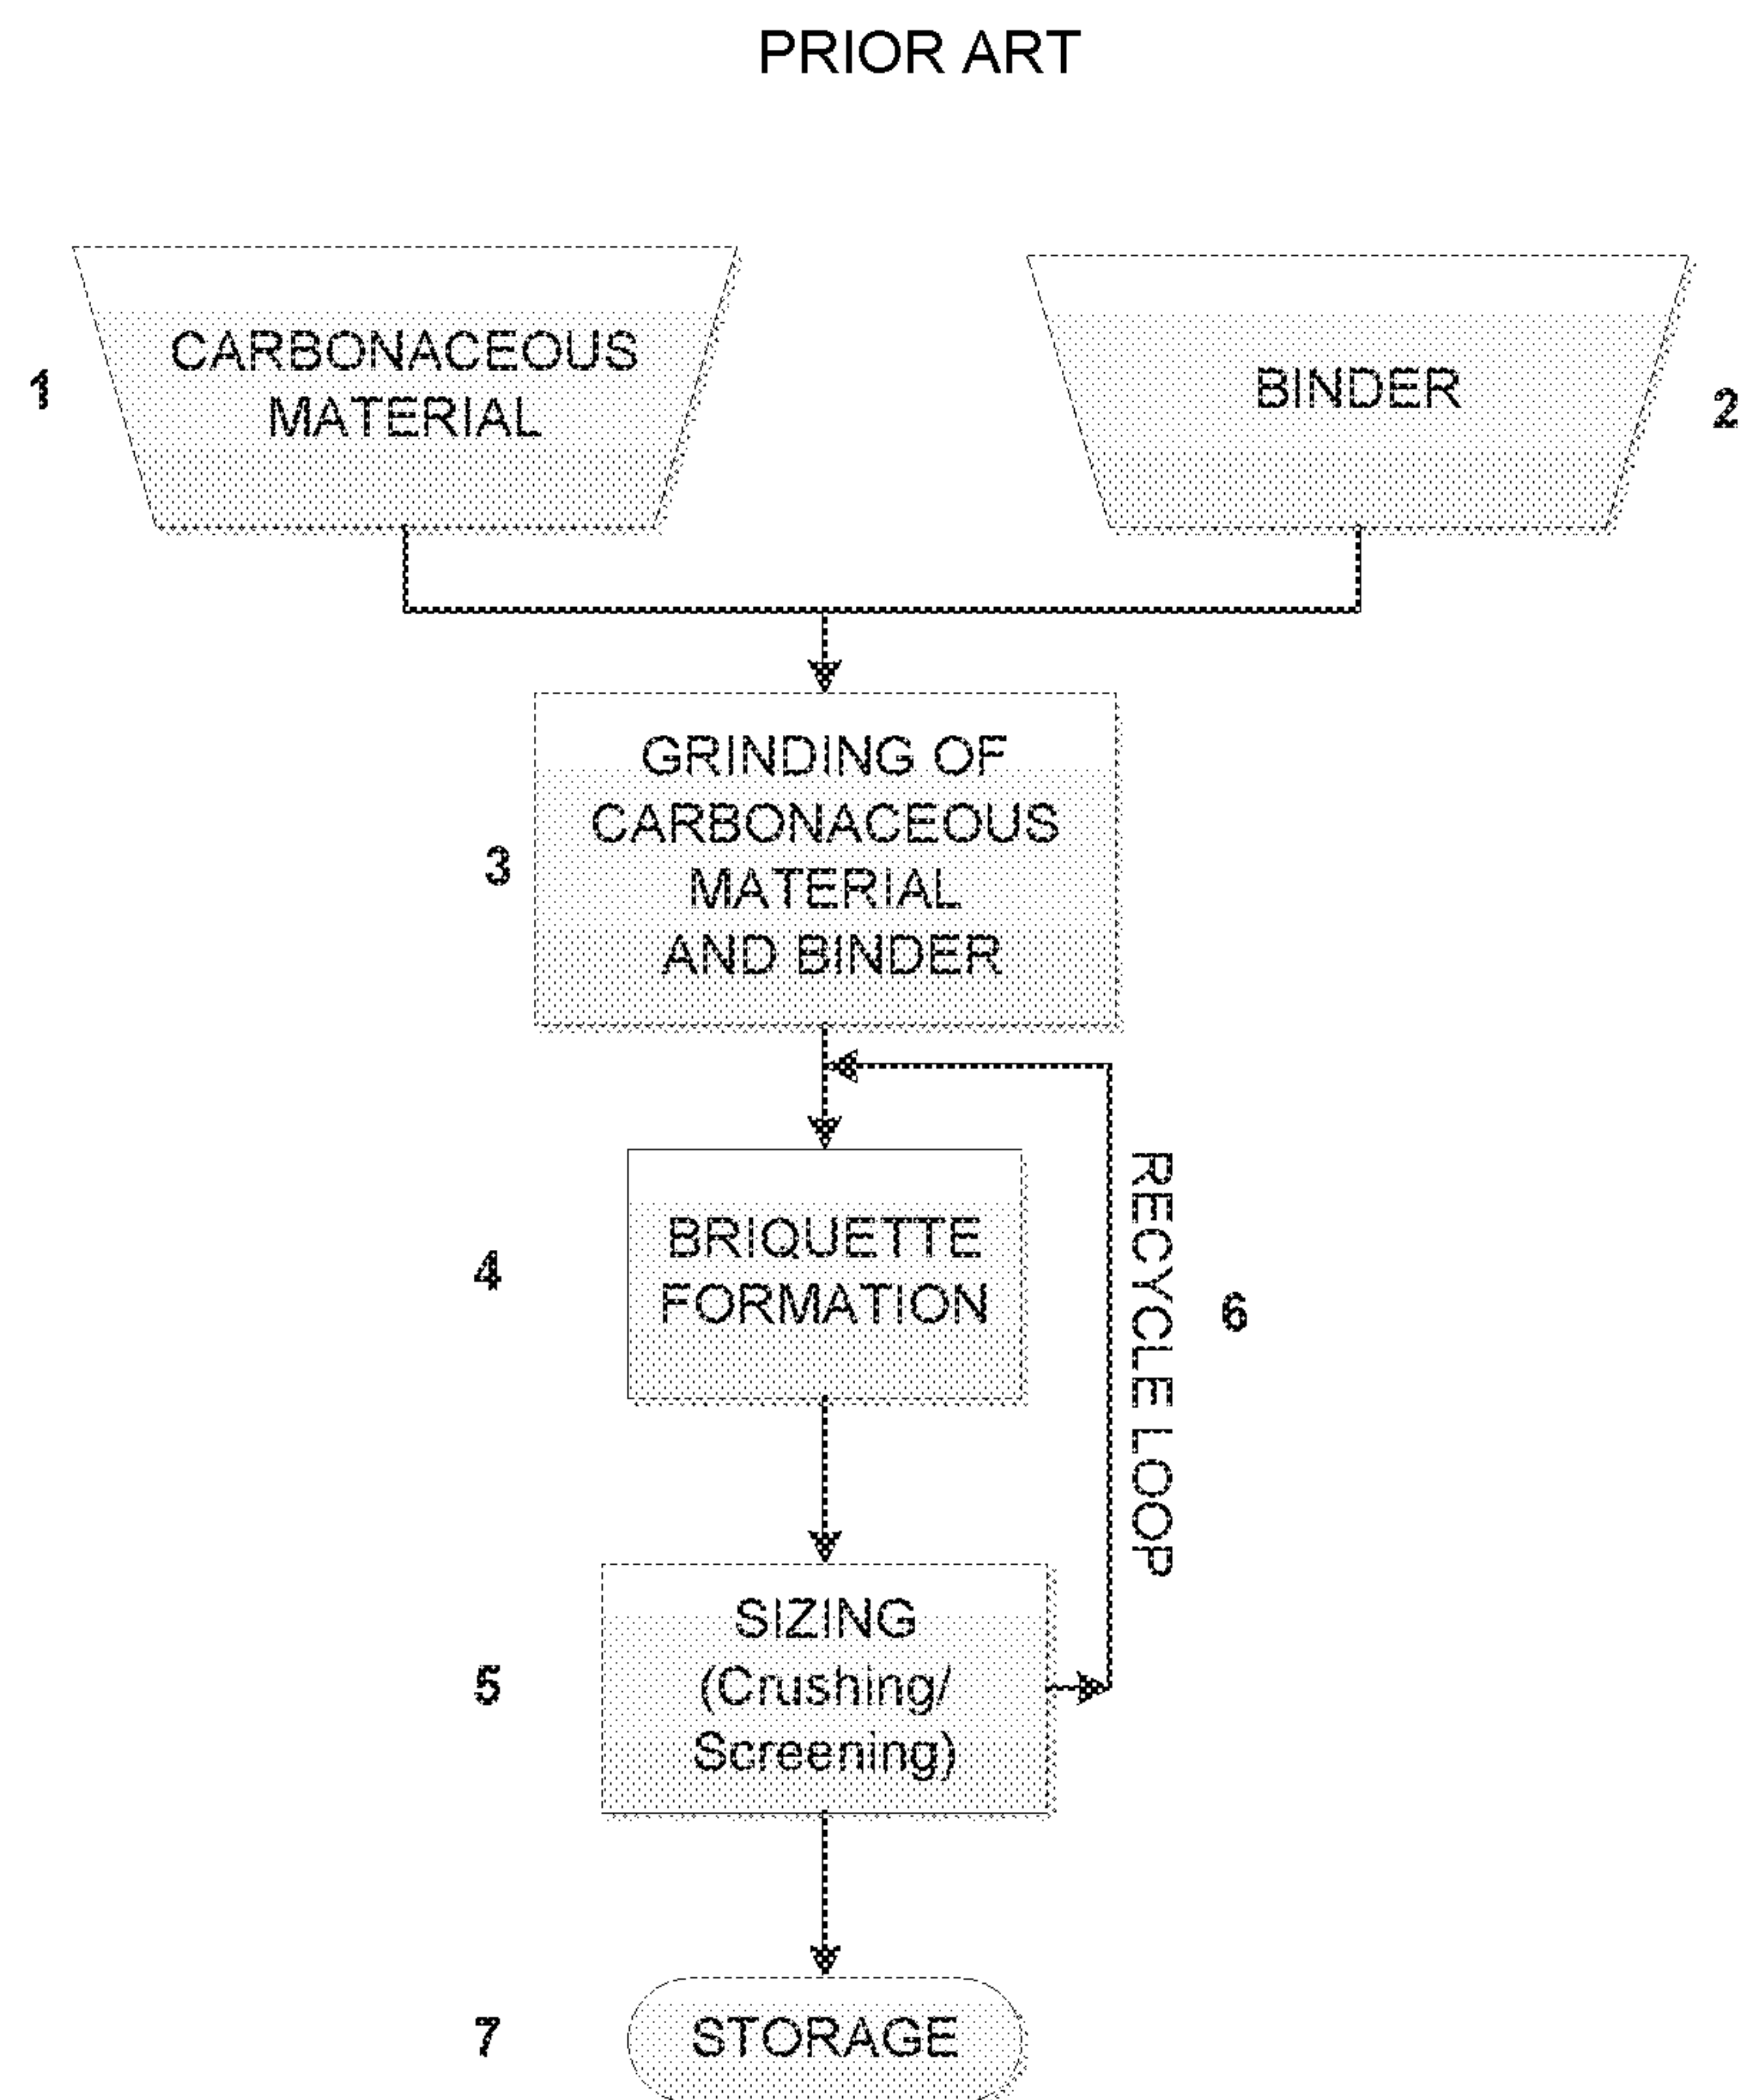 PRIOR ART
CARBONACEOUS
MATERIAL
1
BINDER
2
GRINDING OF
CARBONACEOUS
MATERIAL
AND BINDER
3
BRIQUETTE
FORMATION
4
RECYCLE LOOP
6
SIZING
(Crushing/
Screening)
5
STORAGE
7